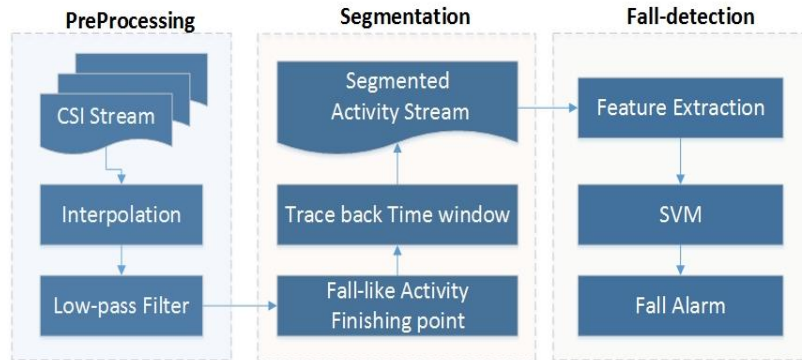 PreProcessing
CSI Stream
Interpolation
Low-pass Filter
Segmentation
Segmented
Activity Stream
Trace back Time window
Fall-like Activity
Finishing point
Fall-detection
Feature Extraction
SVM
Fall Alarm